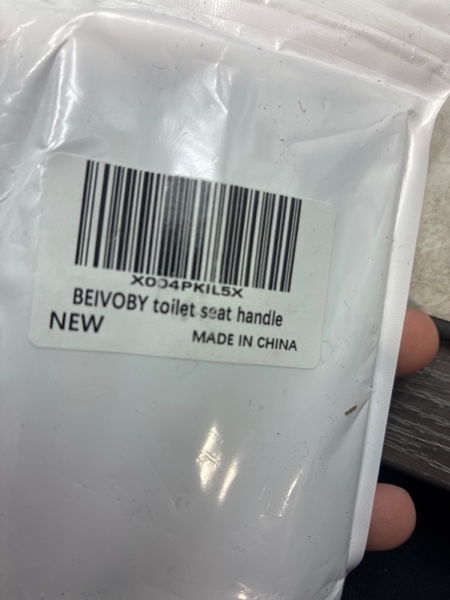 X004PKIL5X
BEIVOBY toilet seat handle
NEW
MADE IN CHINA